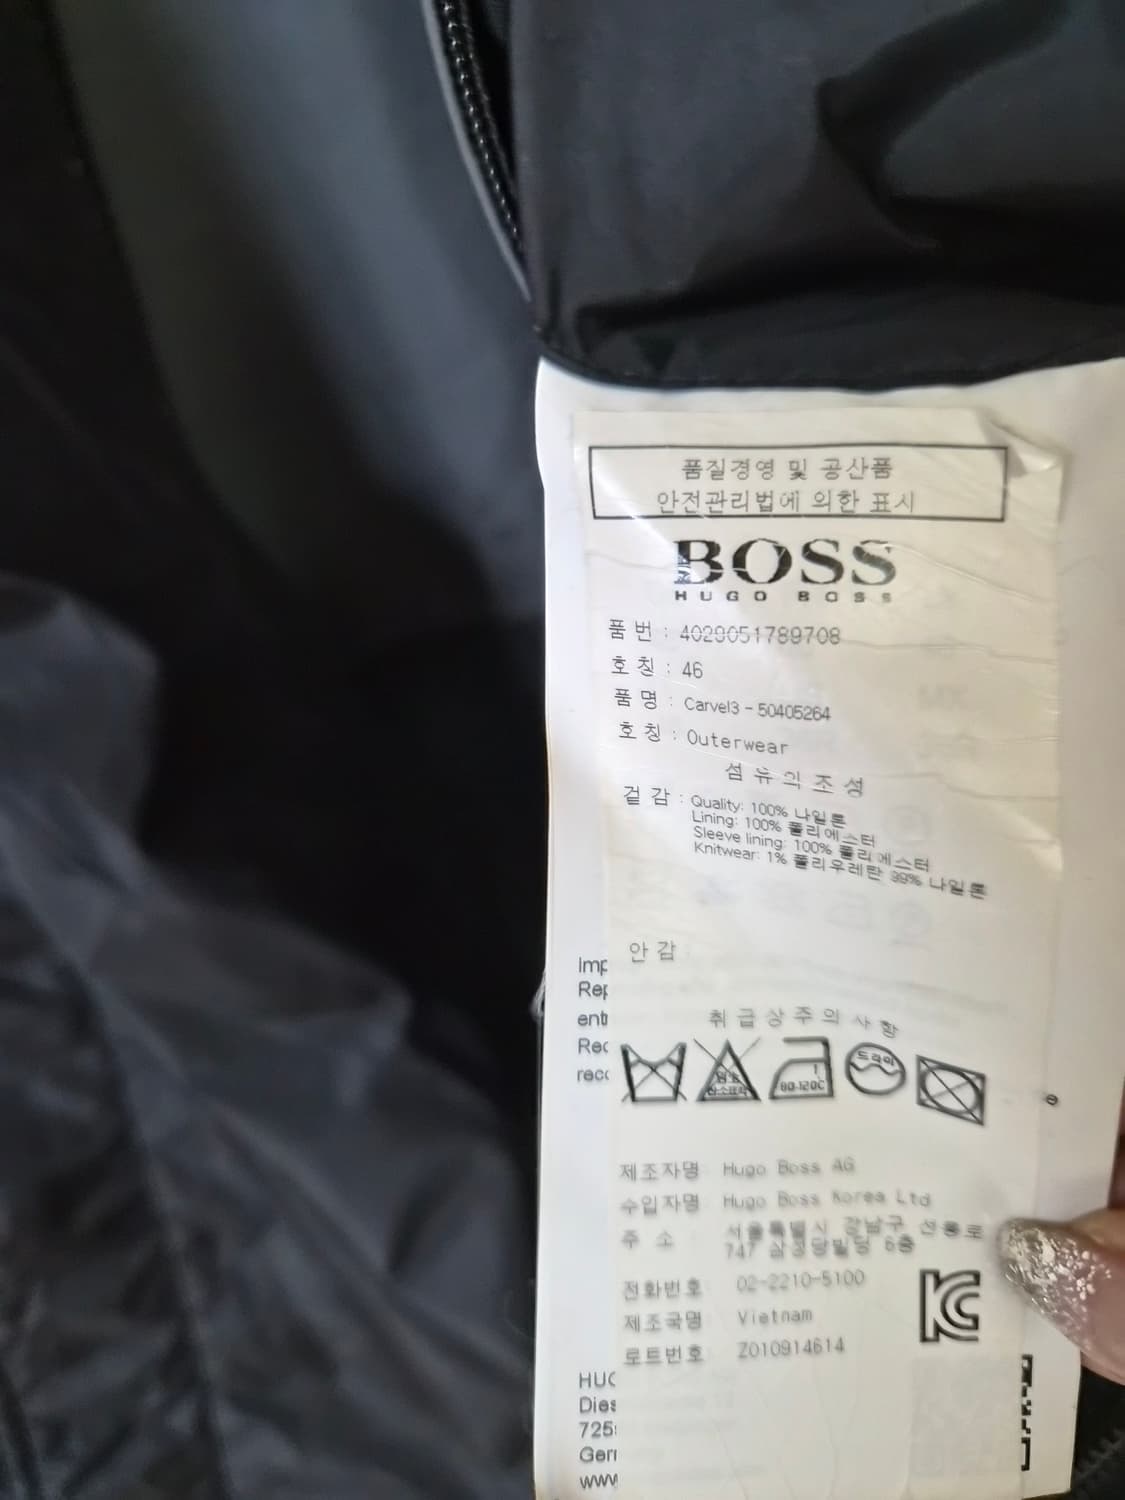 품질경영 및 공산품
안전관리법에 의한 표시
BOSS
HUGO BOSS
품 번 : 4029051789708
호 칭 : 46
품 명 : Carvel3 - 50405264
호 칭 : Outerwear
섬 유 의 조 성
겉 감 : Quality: 100% 나일론
Lining: 100% 폴리에스터
Sleeve lining: 100% 폴리에스터
Knitwear: 1% 폴리우레탄 99% 나일론
안 감
취 급 상 주 의 사 항
드라이
80-120C
제조자명 Hugo Boss AG
수입자명 Hugo Boss Korea Ltd
주 소 서울특별시 강남구 선릉로
747 삼정빌딩 6층
전화번호 02-2210-5100
제조국명 Vietnam
로트번호 Z010914614